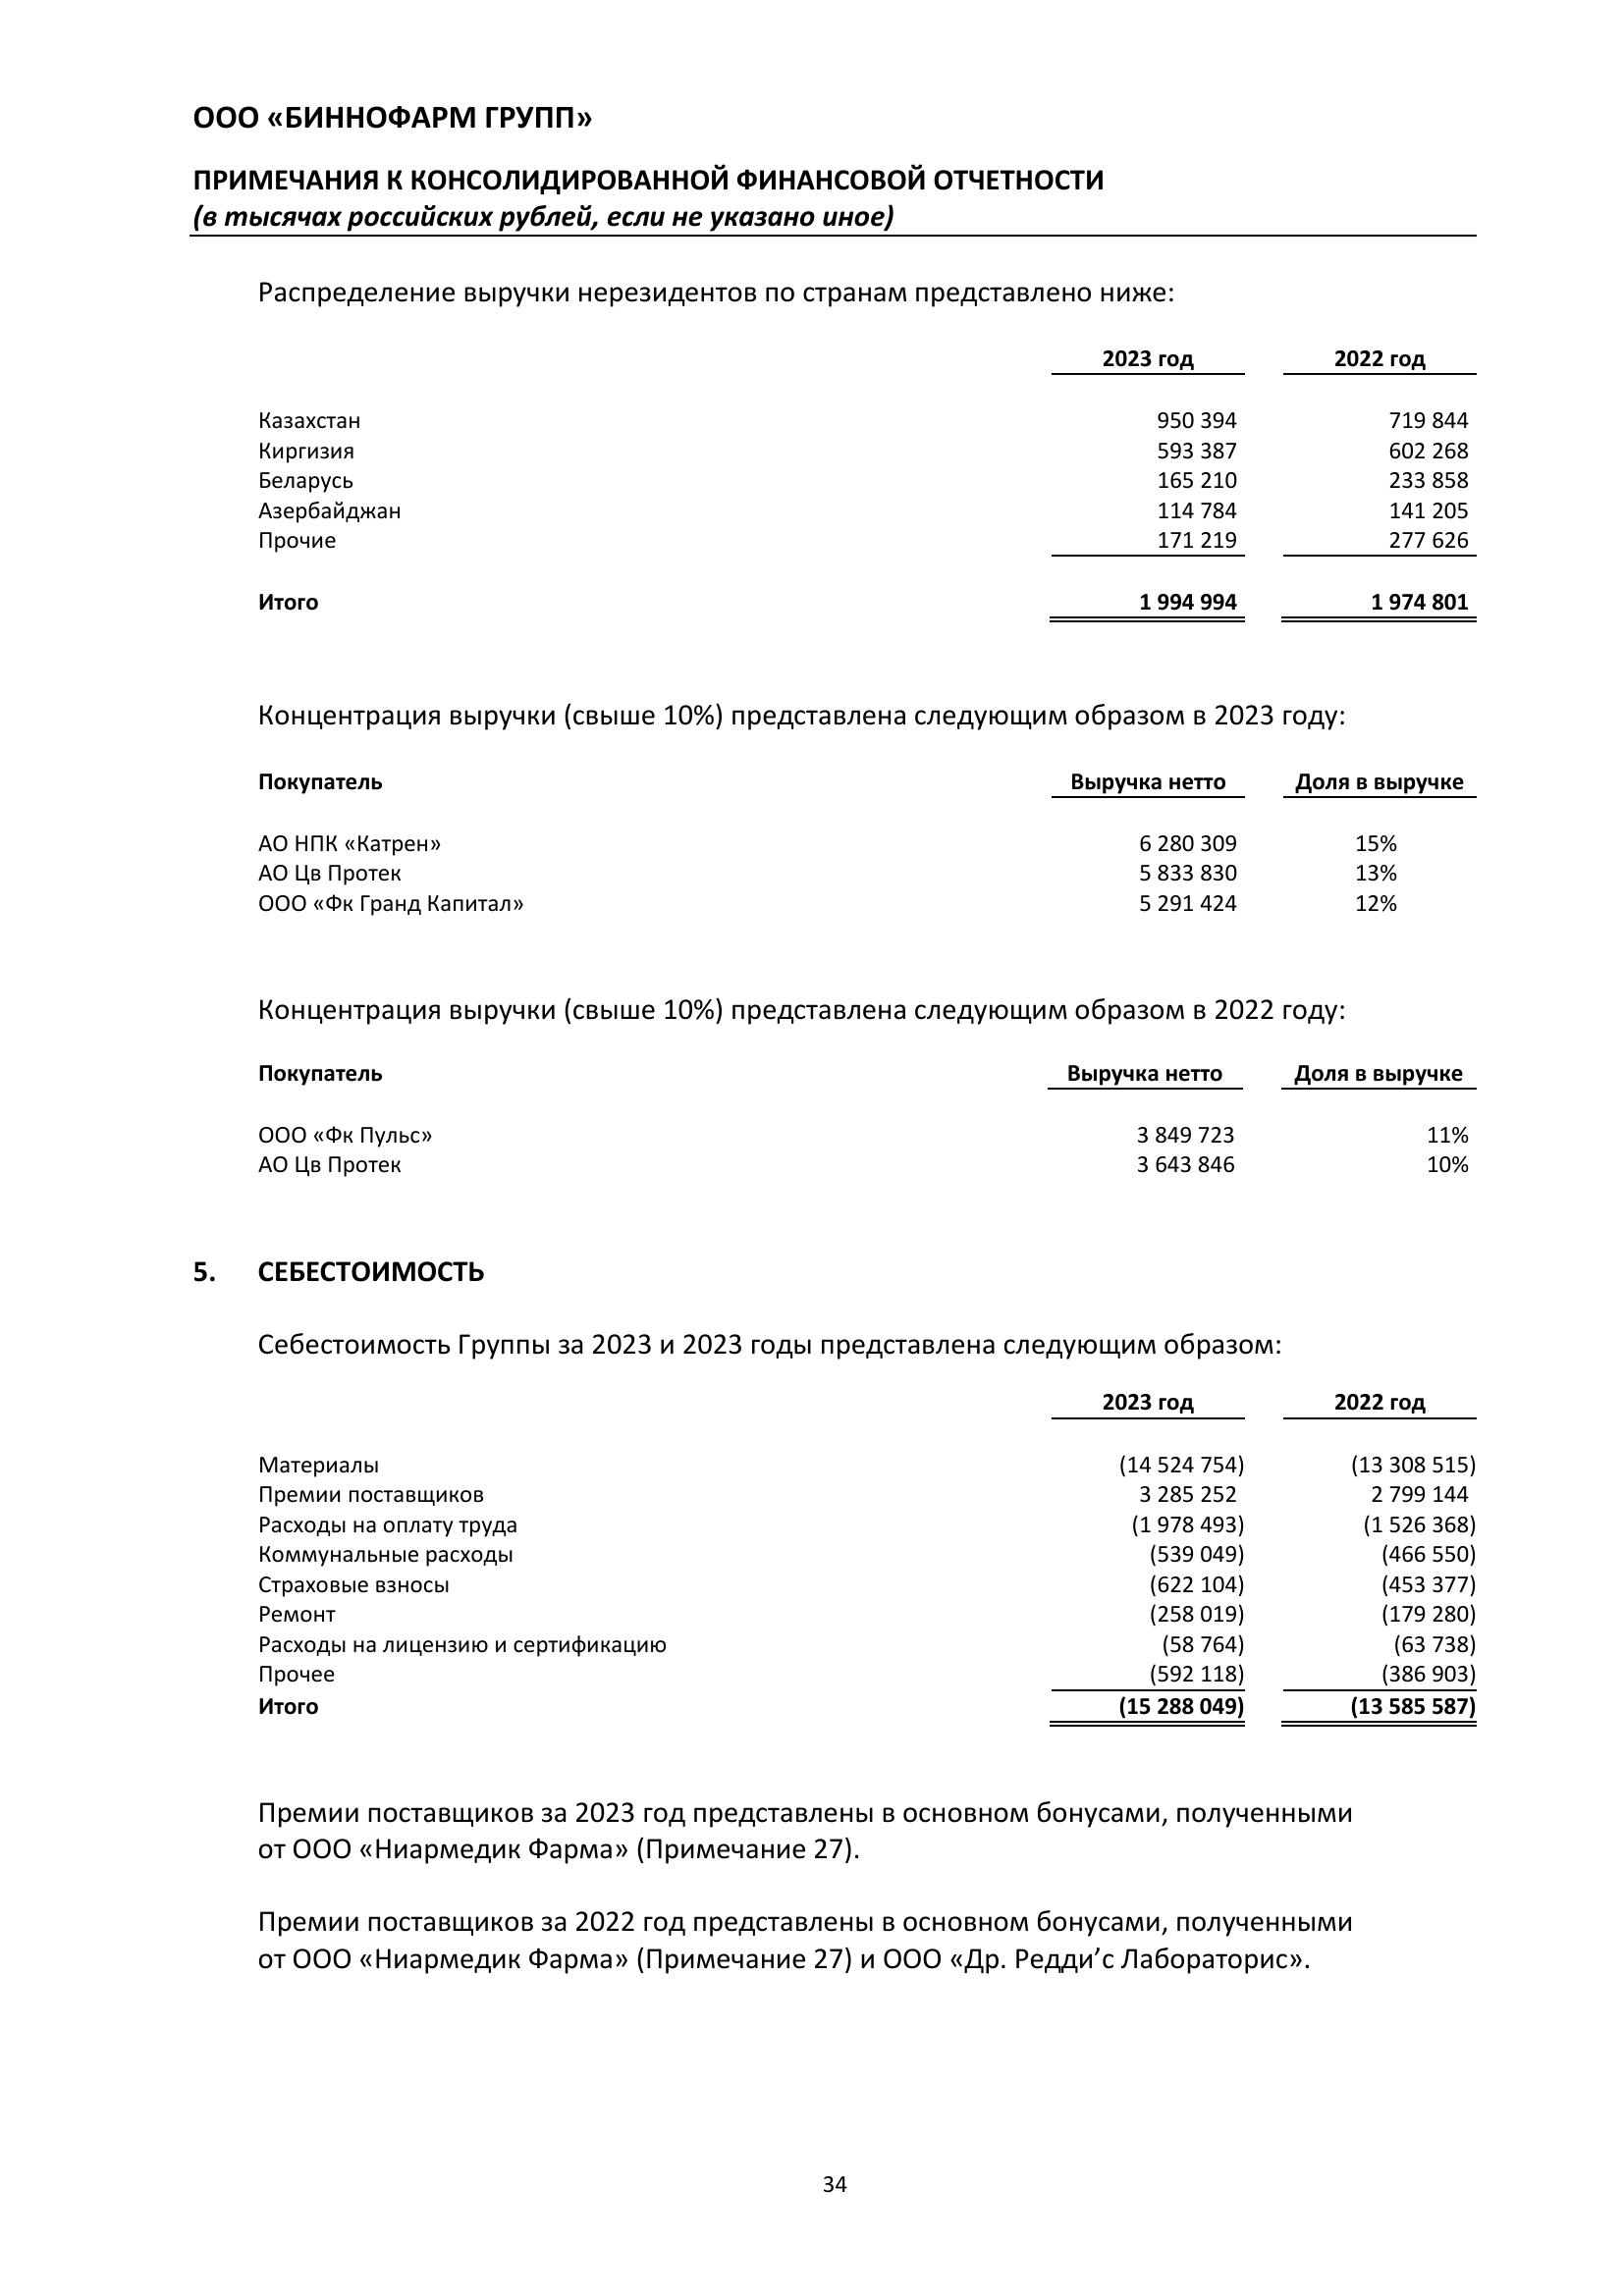 ООО «БИННОФАРМ ГРУПП»
ПРИМЕЧАНИЯ К КОНСОЛИДИРОВАННОЙ ФИНАНСОВОЙ ОТЧЕТНОСТИ
(в тысячах российских рублей, если не указано иное)
Распределение выручки нерезидентов по странам представлено ниже:
2023 год 2022 год
Казахстан 950 394 719 844
Киргизия 593 387 602 268
Беларусь 165 210 233 858
Азербайджан 114 784 141 205
Прочие 171 219 277 626
Итого 1 994 994 1 974 801
Концентрация выручки (свыше 10%) представлена следующим образом в 2023 году:
Покупатель Выручка нетто Доля в выручке
АО НПК «Катрен» 6 280 309 15%
АО Цв Протек 5 833 830 13%
ООО «Фк Гранд Капитал» 5 291 424 12%
Концентрация выручки (свыше 10%) представлена следующим образом в 2022 году:
Покупатель Выручка нетто Доля в выручке
ООО «Фк Пульс» 3 849 723 11%
АО Цв Протек 3 643 846 10%
5. СЕБЕСТОИМОСТЬ
Себестоимость Группы за 2023 и 2023 годы представлена следующим образом:
2023 год 2022 год
Материалы (14 524 754) (13 308 515)
Премии поставщиков 3 285 252 2 799 144
Расходы на оплату труда (1 978 493) (1 526 368)
Коммунальные расходы (539 049) (466 550)
Страховые взносы (622 104) (453 377)
Ремонт (258 019) (179 280)
Расходы на лицензию и сертификацию (58 764) (63 738)
Прочее (592 118) (386 903)
Итого (15 288 049) (13 585 587)
Премии поставщиков за 2023 год представлены в основном бонусами, полученными
от ООО «Ниармедик Фарма» (Примечание 27).
Премии поставщиков за 2022 год представлены в основном бонусами, полученными
от ООО «Ниармедик Фарма» (Примечание 27) и ООО «Др. Редди’с Лабораторис».
34